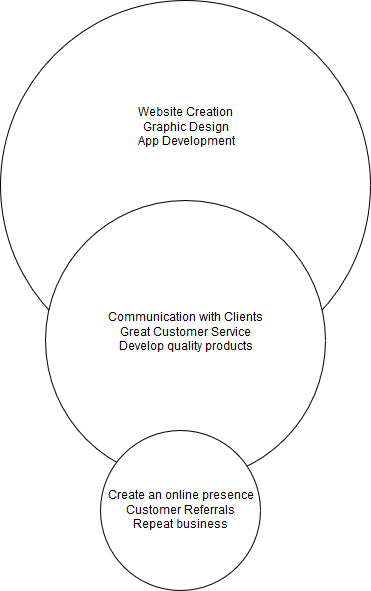 Website Creation
Graphic Design
App Development
Communication with Clients
Great Customer Service
Develop quality products
Create an online presence
Customer Referrals
Repeat business